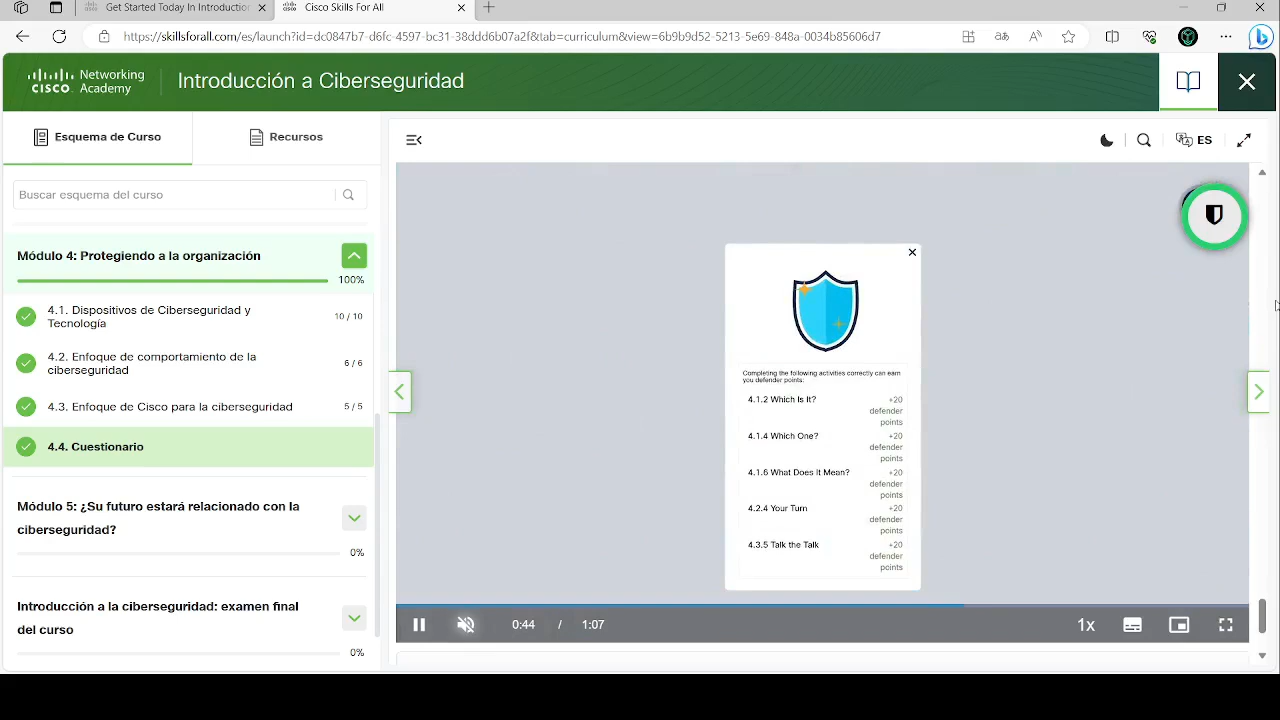 Get Started Today In Introduction
Cisco Skills For All
https://skillsforall.com/es/launch?id=dc0847b7-d6fc-4597-bc31-38ddd6b07a2f&tab=curriculum&view=6b9b9d52-5213-5e69-848a-0034b85606d7
CISCO
Networking
Academy
Introducción a Ciberseguridad
Esquema de Curso
Recursos
ES
Buscar esquema del curso
Módulo 4: Protegiendo a la organización
100%
4.1. Dispositivos de Ciberseguridad y
Tecnología
10 / 10
4.2. Enfoque de comportamiento de la
ciberseguridad
6 / 6
4.3. Enfoque de Cisco para la ciberseguridad
5 / 5
4.4. Cuestionario
Módulo 5: ¿Su futuro estará relacionado con la
ciberseguridad?
0%
Introducción a la ciberseguridad: examen final
del curso
0%
Completing the following activities correctly can earn
you defender points:
4.1.2 Which Is It?
+20
defender
points
4.1.4 Which One?
+20
defender
points
4.1.6 What Does It Mean?
+20
defender
points
4.2.4 Your Turn
+20
defender
points
4.3.5 Talk the Talk
+20
defender
points
0:44 / 1:07
1x